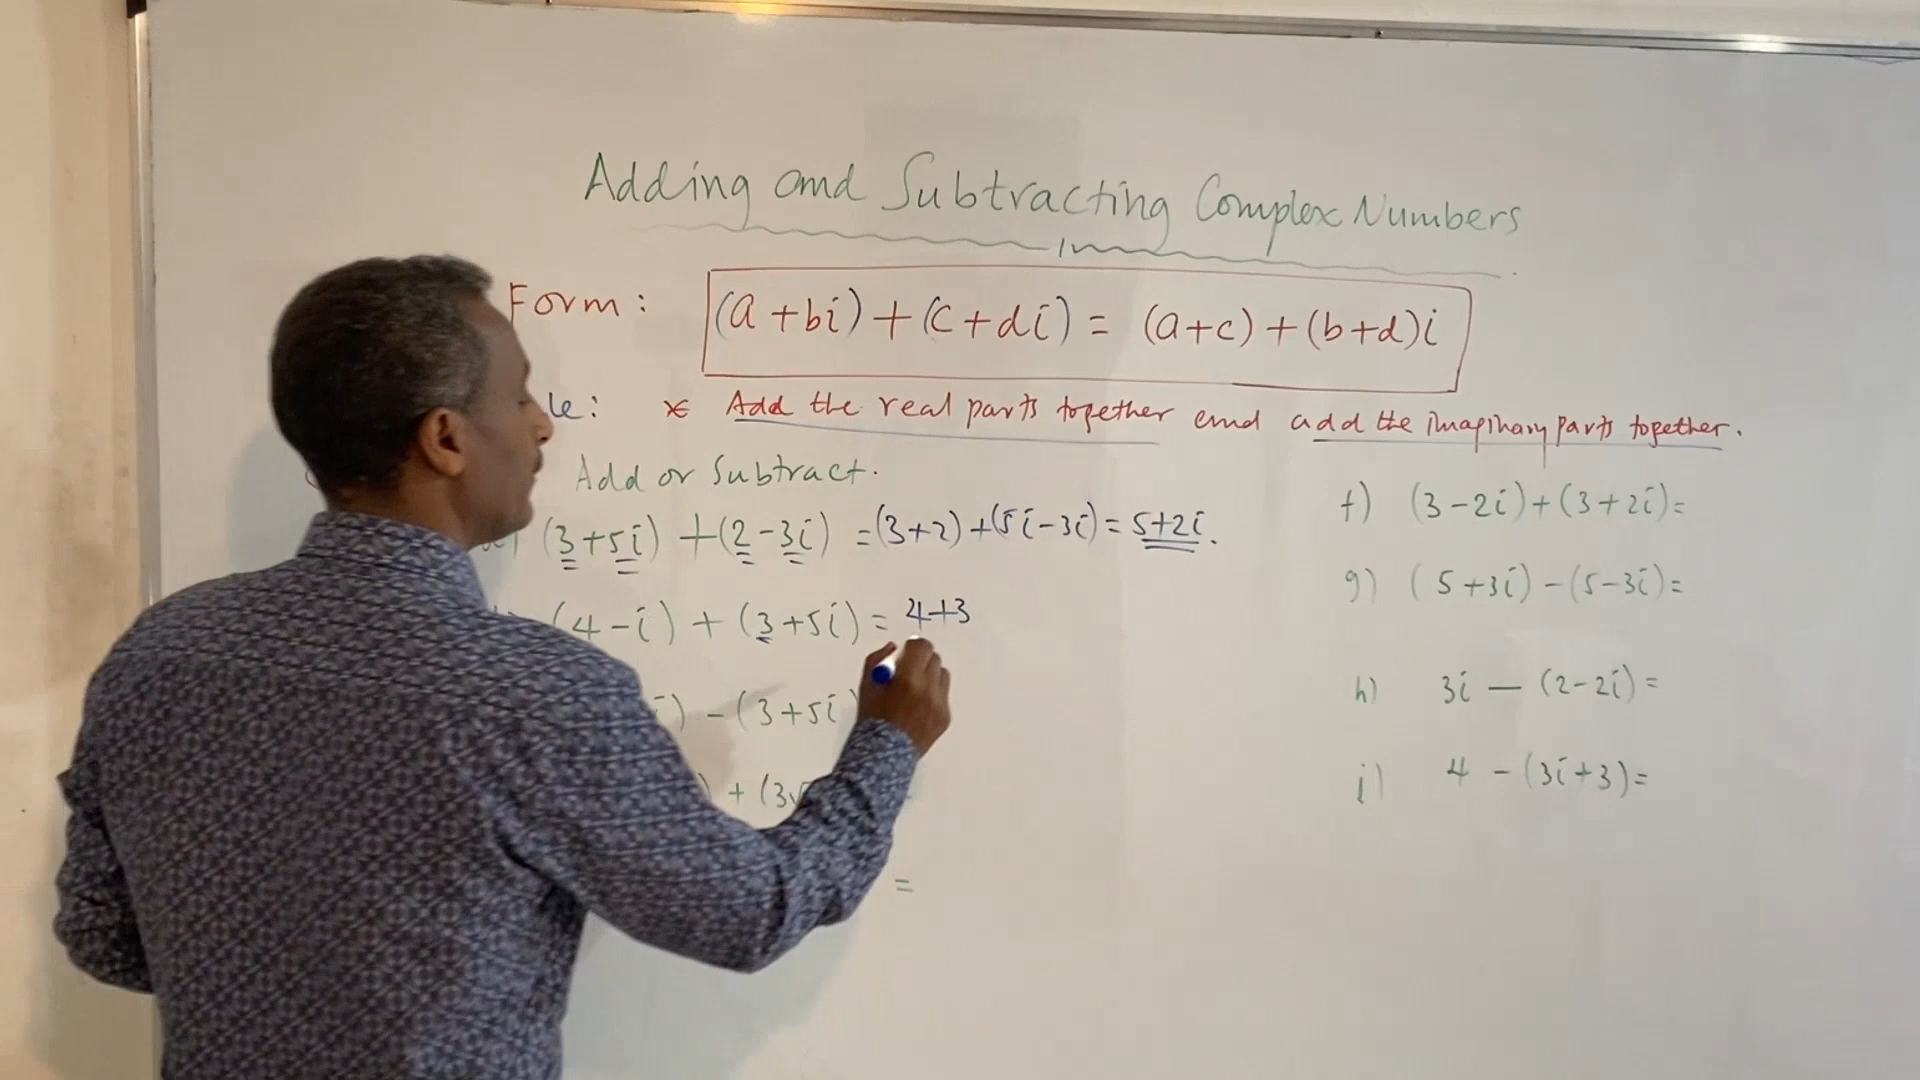 Adding and Subtracting Complex Numbers
Form: (a+bi)+(c+di) = (a+c)+(b+d)i
le: * Add the real parts together and add the imaginary parts together.
Add or Subtract.
(3+5i) + (2-3i) = (3+2)+(5i-3i) = 5+2i.
(4-i) + (3+5i) = 4+3
) - (3+5i
) + (3√
=
f) (3-2i)+(3+2i)=
g) (5+3i)-(5-3i)=
h) 3i - (2-2i)=
i) 4 - (3i+3)=